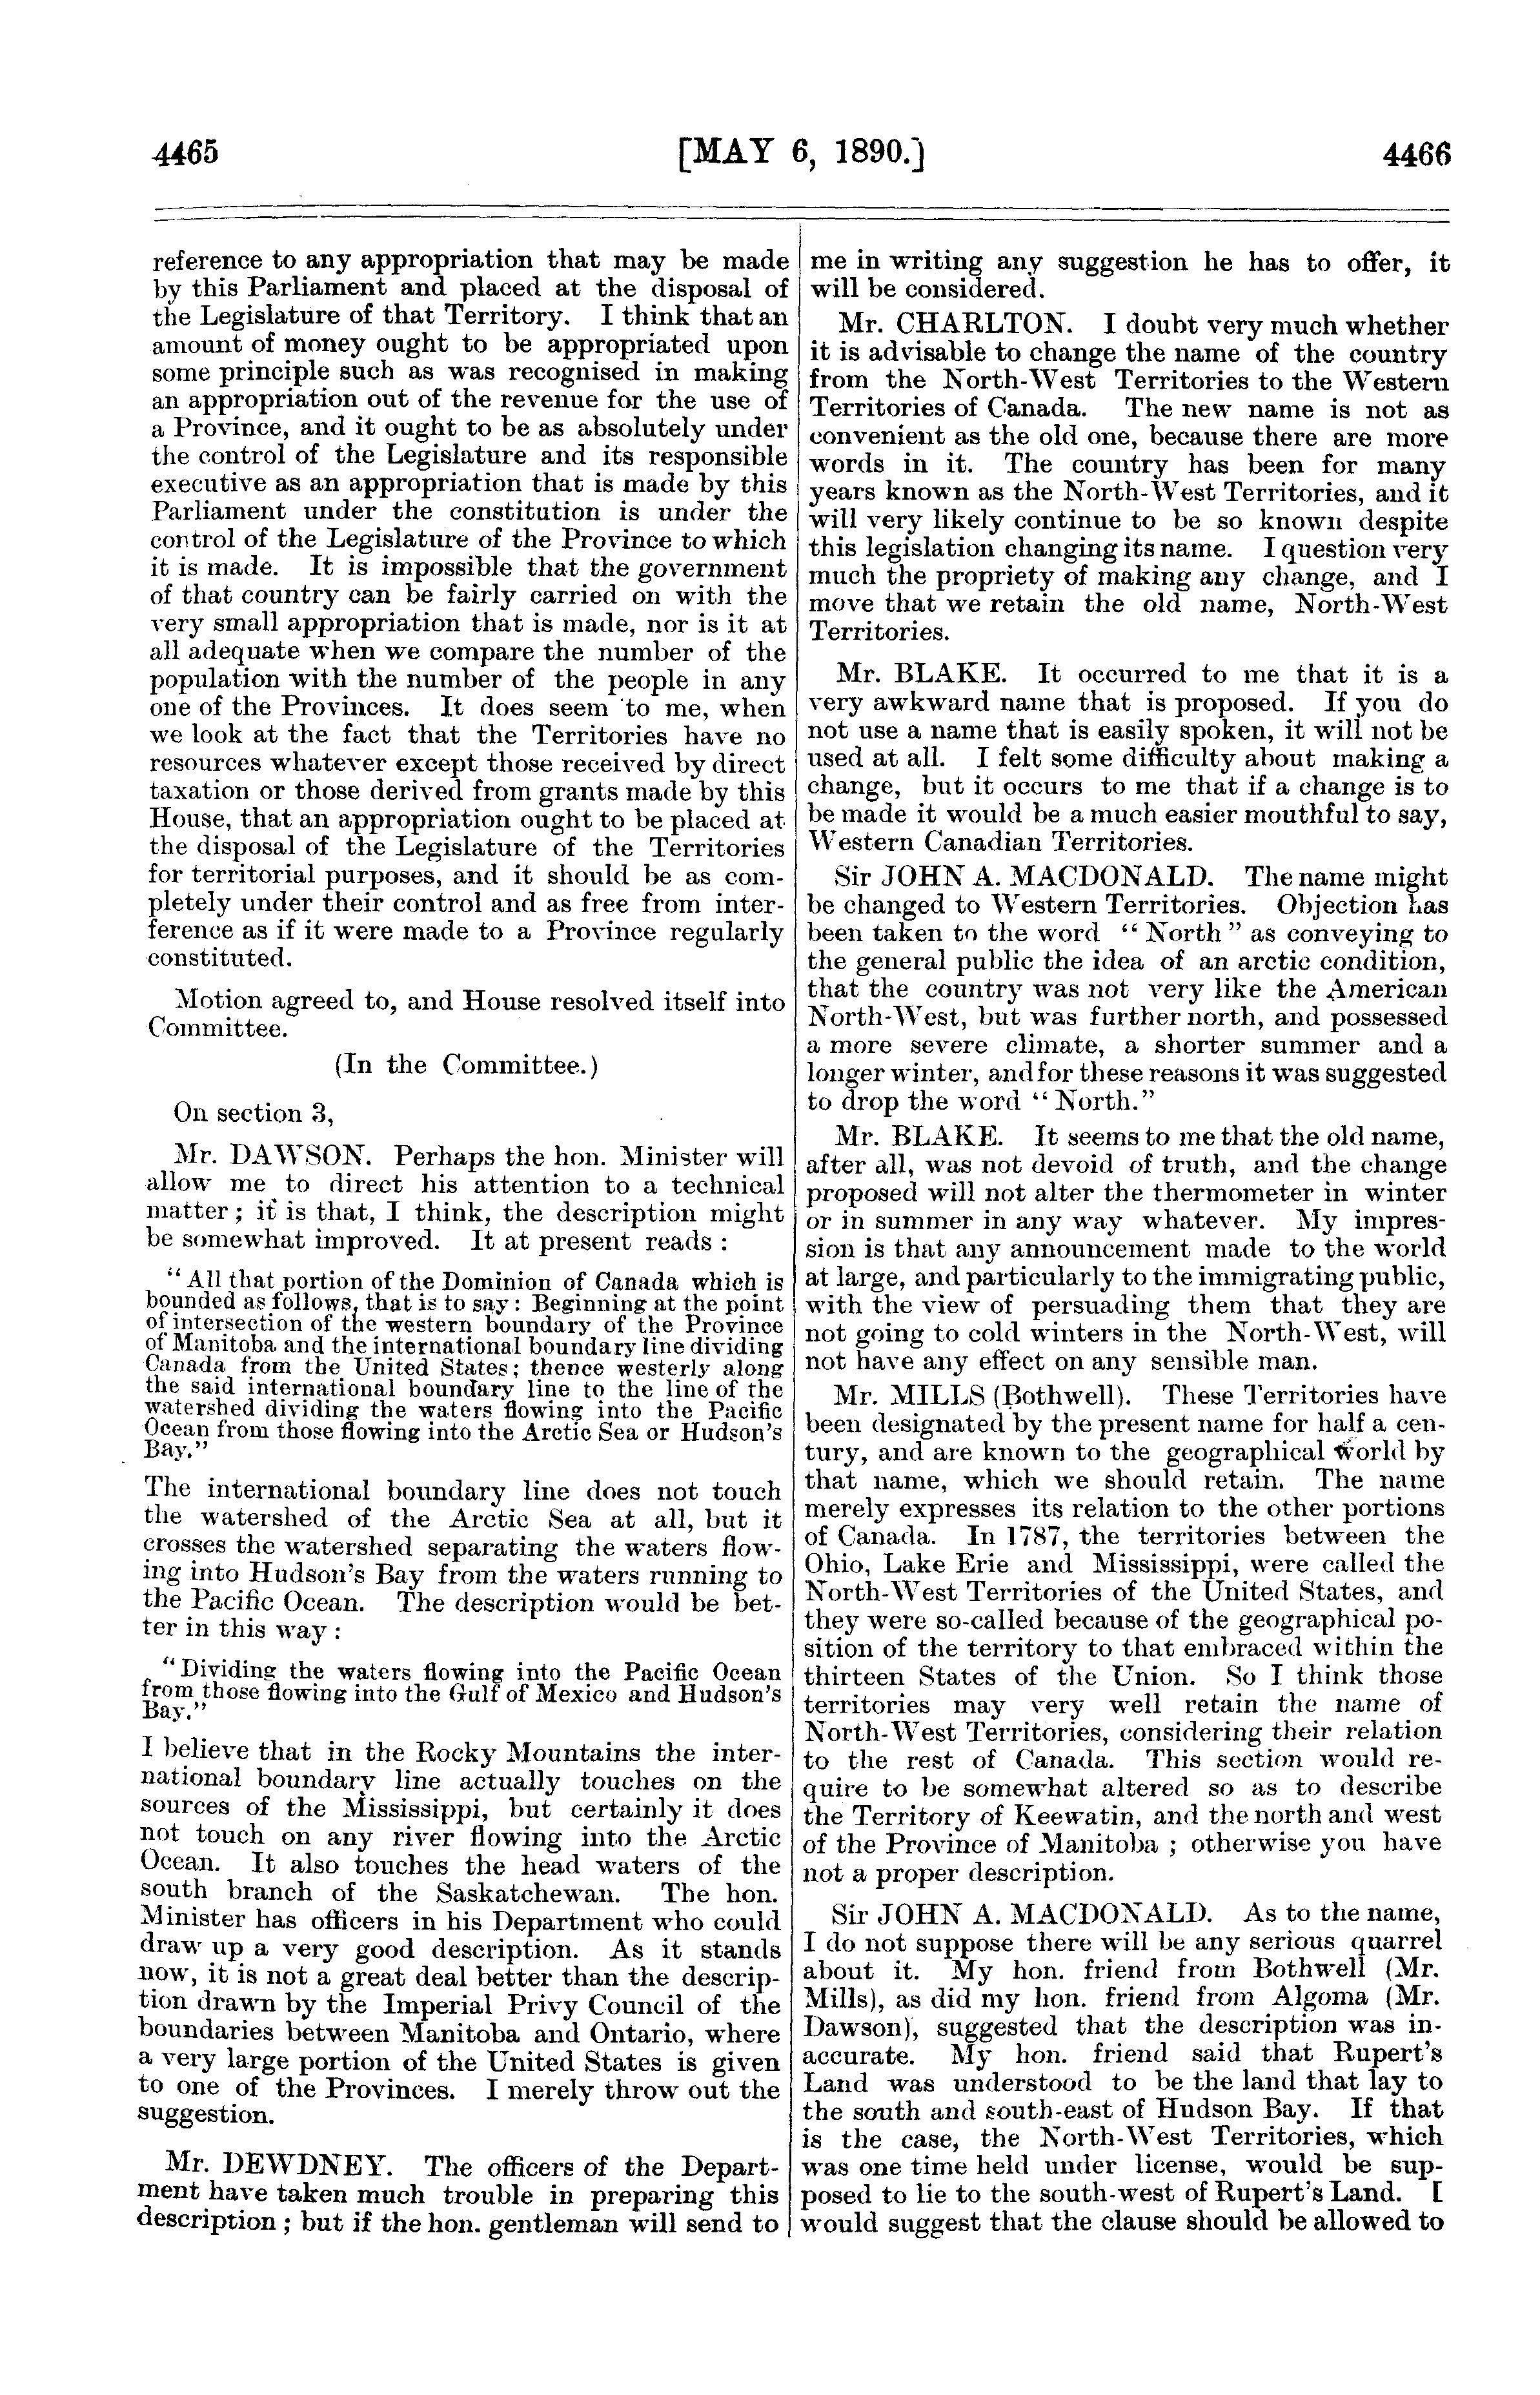 4465
[MAY 6, 1890.]
4466
reference to any appropriation that may be made
by this Parliament and placed at the disposal of
the Legislature of that Territory. I think that an
amount of money ought to be appropriated upon
some principle such as was recognised in making
an appropriation out of the revenue for the use of
a Province, and it ought to be as absolutely under
the control of the Legislature and its responsible
executive as an appropriation that is made by this
Parliament under the constitution is under the
control of the Legislature of the Province to which
it is made. It is impossible that the government
of that country can be fairly carried on with the
very small appropriation that is made, nor is it at
all adequate when we compare the number of the
population with the number of the people in any
one of the Provinces. It does seem to me, when
we look at the fact that the Territories have no
resources whatever except those received by direct
taxation or those derived from grants made by this
House, that an appropriation ought to be placed at
the disposal of the Legislature of the Territories
for territorial purposes, and it should be as com-
pletely under their control and as free from inter-
ference as if it were made to a Province regularly
constituted.
Motion agreed to, and House resolved itself into
Committee.
(In the Committee.)
On section 3,
Mr. DAWSON. Perhaps the hon. Minister will
allow me to direct his attention to a technical
matter; it is that, I think, the description might
be somewhat improved. It at present reads:
"All that portion of the Dominion of Canada which is
bounded as follows, that is to say: Beginning at the point
of intersection of the western boundary of the Province
of Manitoba and the international boundary line dividing
Canada from the United States; thence westerly along
the said international boundary line to the line of the
watershed dividing the waters flowing into the Pacific
Ocean from those flowing into the Arctic Sea or Hudson's
Bay."
The international boundary line does not touch
the watershed of the Arctic Sea at all, but it
crosses the watershed separating the waters flow-
ing into Hudson's Bay from the waters running to
the Pacific Ocean. The description would be bet-
ter in this way:
"Dividing the waters flowing into the Pacific Ocean
from those flowing into the Gulf of Mexico and Hudson's
Bay."
I believe that in the Rocky Mountains the inter-
national boundary line actually touches on the
sources of the Mississippi, but certainly it does
not touch on any river flowing into the Arctic
Ocean. It also touches the head waters of the
south branch of the Saskatchewan. The hon.
Minister has officers in his Department who could
draw up a very good description. As it stands
now, it is not a great deal better than the descrip-
tion drawn by the Imperial Privy Council of the
boundaries between Manitoba and Ontario, where
a very large portion of the United States is given
to one of the Provinces. I merely throw out the
suggestion.
Mr. DEWDNEY. The officers of the Depart-
ment have taken much trouble in preparing this
description; but if the hon. gentleman will send to
me in writing any suggestion he has to offer, it
will be considered.
Mr. CHARLTON. I doubt very much whether
it is advisable to change the name of the country
from the North-West Territories to the Western
Territories of Canada. The new name is not as
convenient as the old one, because there are more
words in it. The country has been for many
years known as the North-West Territories, and it
will very likely continue to be so known despite
this legislation changing its name. I question very
much the propriety of making any change, and I
move that we retain the old name, North-West
Territories.
Mr. BLAKE. It occurred to me that it is a
very awkward name that is proposed. If you do
not use a name that is easily spoken, it will not be
used at all. I felt some difficulty about making a
change, but it occurs to me that if a change is to
be made it would be a much easier mouthful to say,
Western Canadian Territories.
Sir JOHN A. MACDONALD. The name might
be changed to Western Territories. Objection has
been taken to the word "North" as conveying to
the general public the idea of an arctic condition,
that the country was not very like the American
North-West, but was further north, and possessed
a more severe climate, a shorter summer and a
longer winter, and for these reasons it was suggested
to drop the word "North."
Mr. BLAKE. It seems to me that the old name,
after all, was not devoid of truth, and the change
proposed will not alter the thermometer in winter
or in summer in any way whatever. My impres-
sion is that any announcement made to the world
at large, and particularly to the immigrating public,
with the view of persuading them that they are
not going to cold winters in the North-West, will
not have any effect on any sensible man.
Mr. MILLS (Bothwell). These Territories have
been designated by the present name for half a cen-
tury, and are known to the geographical world by
that name, which we should retain. The name
merely expresses its relation to the other portions
of Canada. In 1787, the territories between the
Ohio, Lake Erie and Mississippi, were called the
North-West Territories of the United States, and
they were so-called because of the geographical po-
sition of the territory to that embraced within the
thirteen States of the Union. So I think those
territories may very well retain the name of
North-West Territories, considering their relation
to the rest of Canada. This section would re-
quire to be somewhat altered so as to describe
the Territory of Keewatin, and the north and west
of the Province of Manitoba; otherwise you have
not a proper description.
Sir JOHN A. MACDONALD. As to the name,
I do not suppose there will be any serious quarrel
about it. My hon. friend from Bothwell (Mr.
Mills), as did my hon. friend from Algoma (Mr.
Dawson), suggested that the description was in-
accurate. My hon. friend said that Rupert's
Land was understood to be the land that lay to
the south and south-east of Hudson Bay. If that
is the case, the North-West Territories, which
was one time held under license, would be sup-
posed to lie to the south-west of Rupert's Land. I
would suggest that the clause should be allowed to